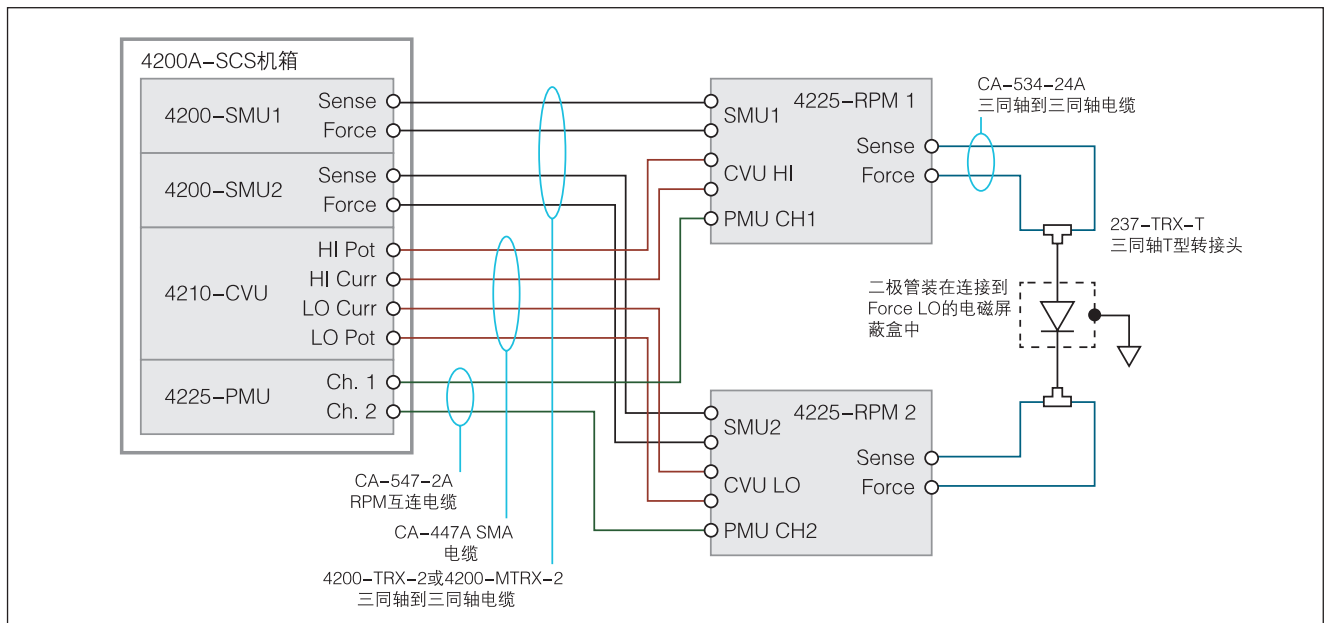 4200A-SCS机箱
4200-SMU1
Sense
Force
4200-SMU2
Sense
Force
4210-CVU
HI Pot
HI Curr
LO Curr
LO Pot
4225-PMU
Ch. 1
Ch. 2
CA-547-2A
RPM互连电缆
CA-447A SMA
电缆
4200-TRX-2或4200-MTRX-2
三同轴到三同轴电缆
4225-RPM 1
SMU1
CVU HI
PMU CH1
Sense
Force
CA-534-24A
三同轴到三同轴电缆
237-TRX-T
三同轴T型转接头
二极管装在连接到
Force LO的电磁屏
蔽盒中
4225-RPM 2
SMU2
CVU LO
PMU CH2
Sense
Force